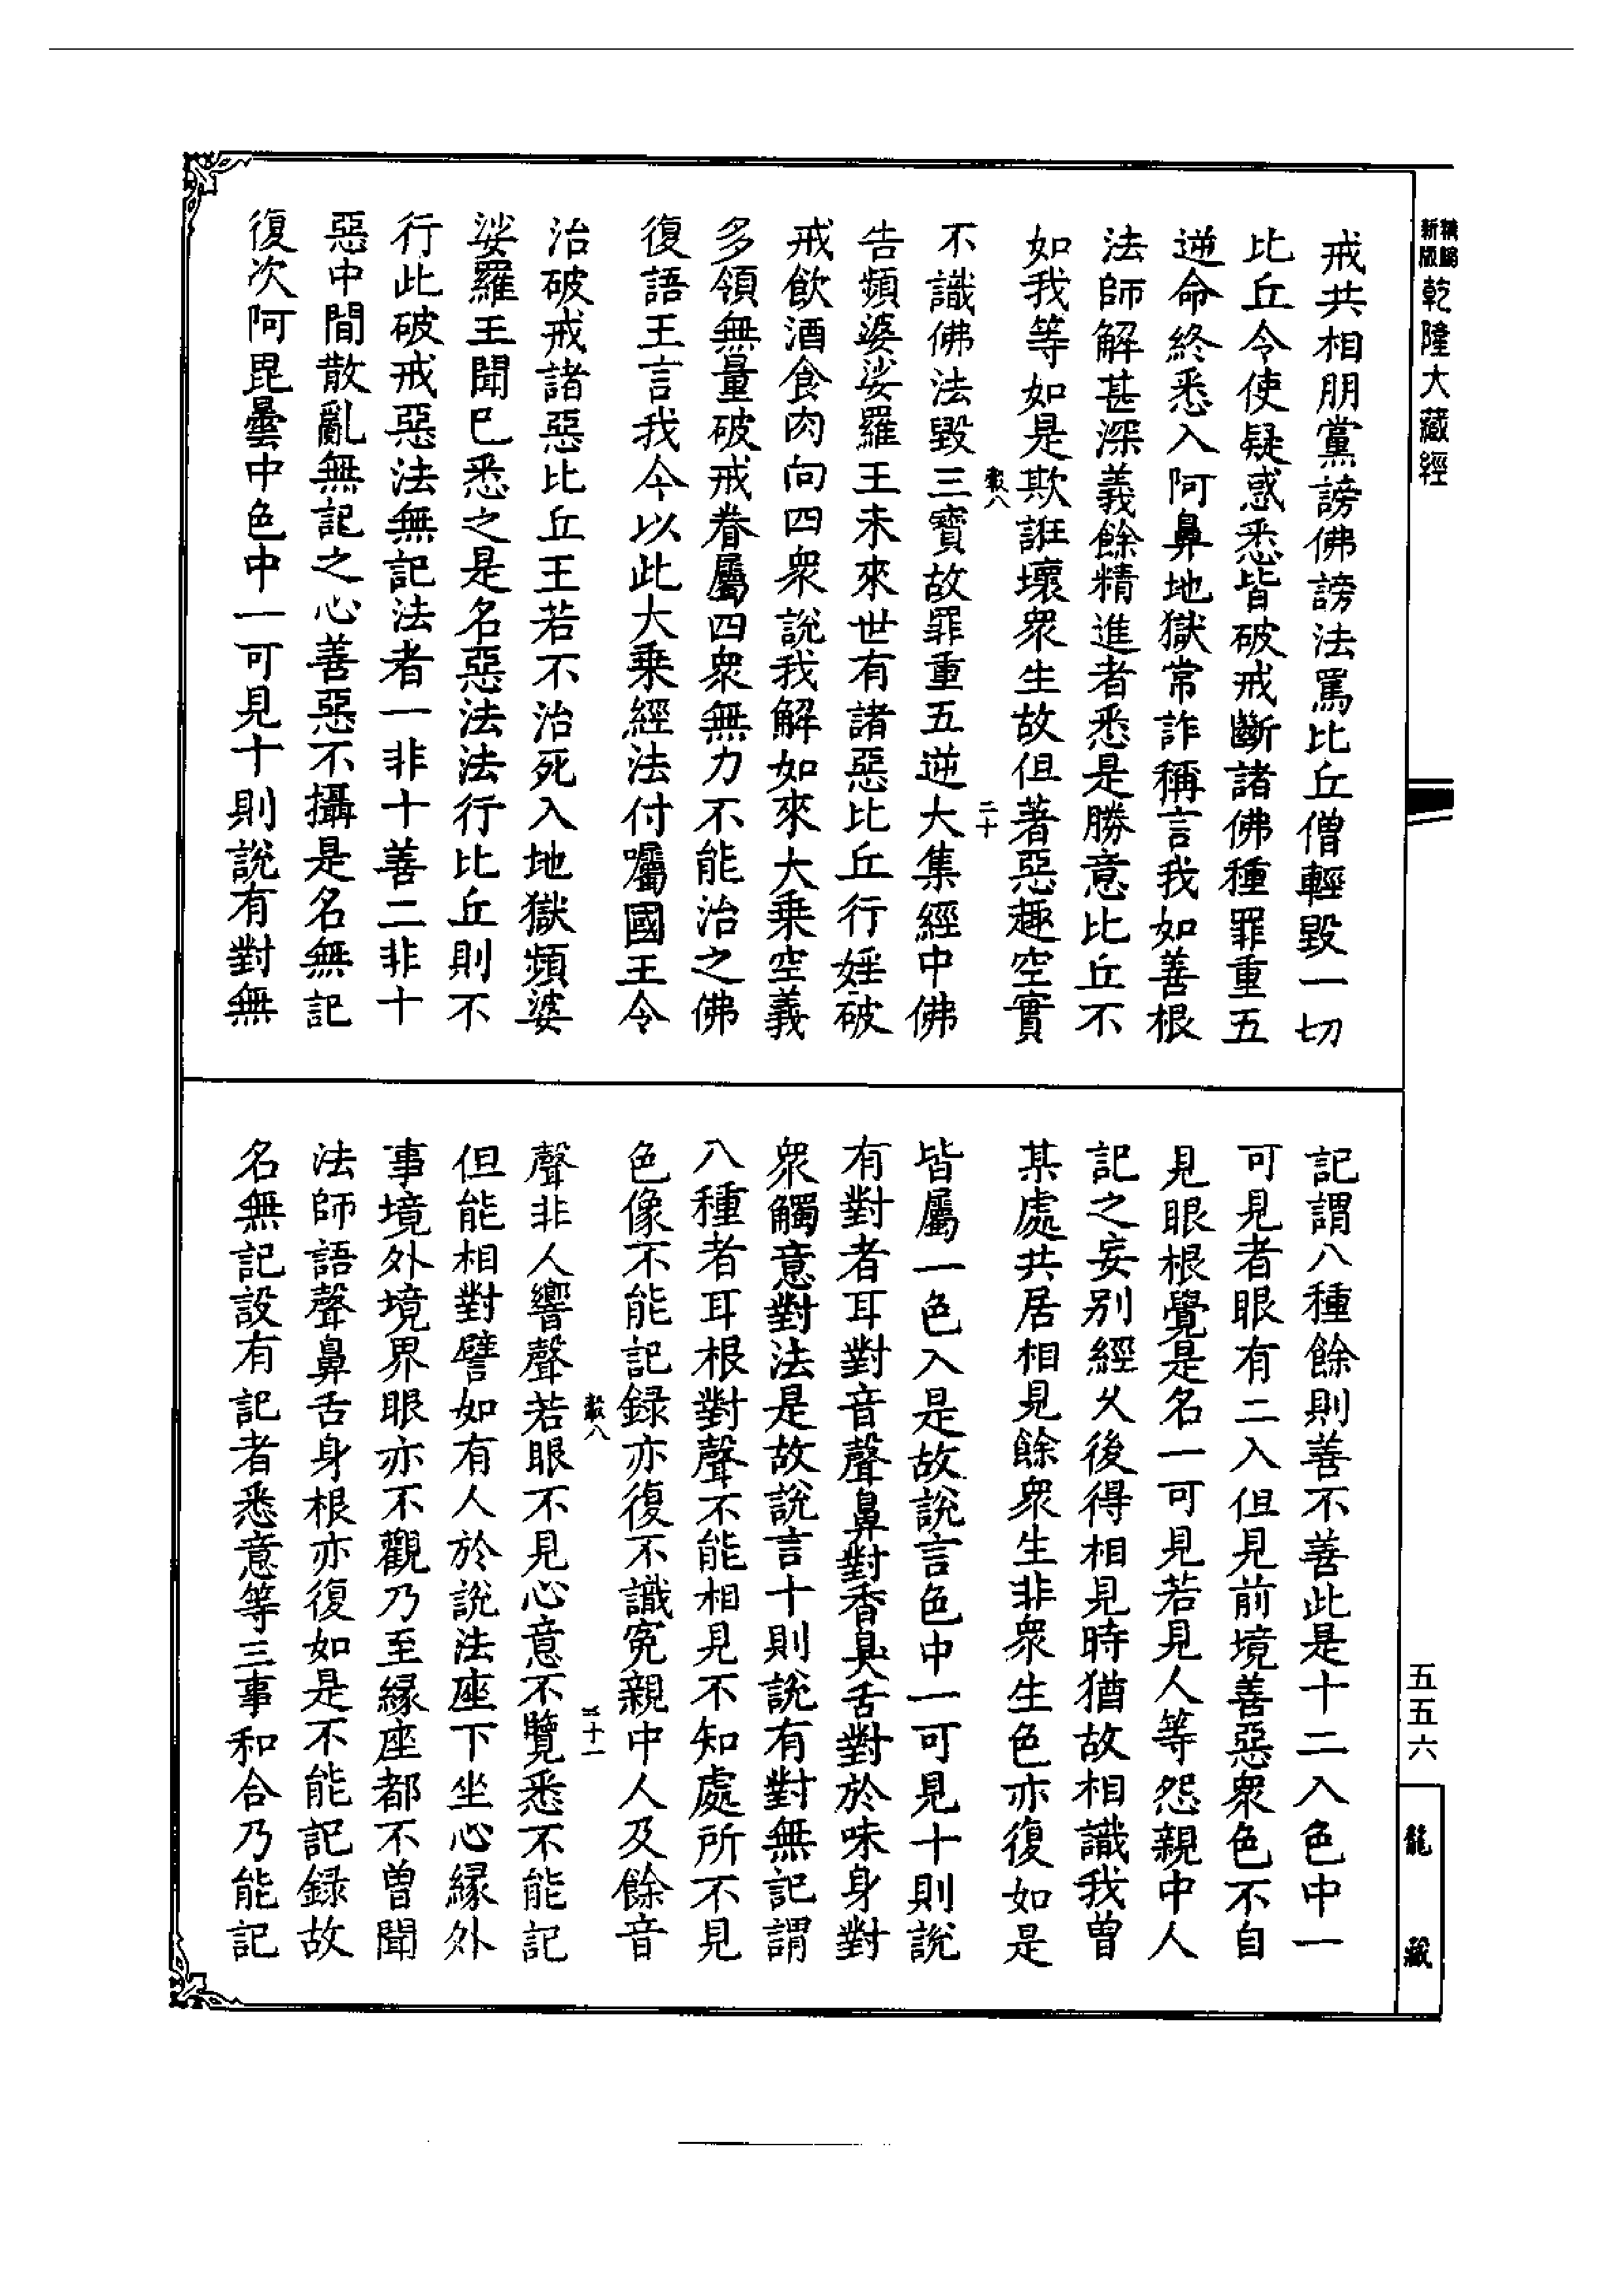 新版
乾隆大藏經
戒共相朋黨謗佛謗法罵比丘僧輕毀一切
比丘令使疑惑悉皆破戒斷諸佛種罪重五
逆命終悉入阿鼻地獄常詐稱言我如善根
法師解甚深義餘精進者悉是勝意比丘不
如我等如是欺誑壞衆生故但著惡趣空實
二十
不識佛法毀三寶故罪重五逆大集經中佛
告頻婆娑羅王未來世有諸惡比丘行婬破
戒飲酒食肉向四衆說我解如來大乗空義
多領無量破戒眷屬四衆無力不能治之佛
復語王言我今以此大乗經法付囑國王令
治破戒諸惡比丘王若不治死入地獄頻婆
娑羅王聞已悉之是名惡法法行比丘則不
行此破戒惡法無記法者一非十善二非十
惡中間散亂無記之心善惡不攝是名無記
復次阿毘曇中色中一可見十則說有對無
記謂八種餘則善不善此是十二入色中一
可見者眼有二入但見前境善惡衆色不自
見眼根覺是名一可見若見人等怨親中人
記之妄别經乆後得相見時猶故相識我曾
某處共居相見餘衆生非衆生色亦復如是
皆屬一色入是故說言色中一可見十則說
有對者耳對音聲鼻對香臭舌對於味身對
衆觸意對法是故說言十則說有對無記謂
八種者耳根對聲不能相見不知處所不見
色像不能記録亦復不識寃親中人及餘音
二十一
聲非人響聲若眼不見心意不覽悉不能記
但能相對譬如有人於說法座下坐心縁外
事境外境界眼亦不觀乃至縁座都不曽聞
法師語聲鼻舌身根亦復如是不能記録故
名無記設有記者悉意等三事和合乃能記
五五六
龍藏